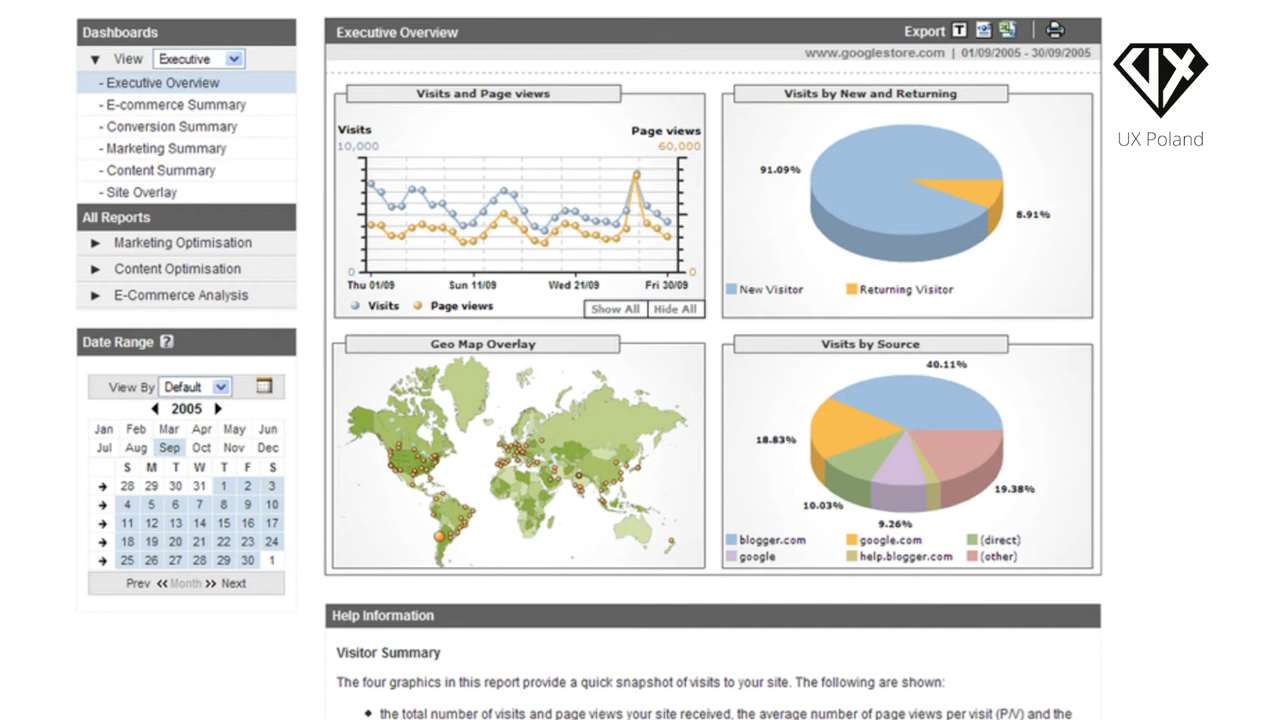 Dashboards
View Executive
- Executive Overview
- E-commerce Summary
- Conversion Summary
- Marketing Summary
- Content Summary
- Site Overlay
All Reports
Marketing Optimisation
Content Optimisation
E-Commerce Analysis
Date Range ?
View By Default
2005
Jan Feb Mar Apr May Jun
Jul Aug Sep Oct Nov Dec
S M T W T F S
28 29 30 31 1 2 3
4 5 6 7 8 9 10
11 12 13 14 15 16 17
18 19 20 21 22 23 24
25 26 27 28 29 30 1
Prev << Month >> Next
Executive Overview
Export T
www.googlestore.com | 01/09/2005 - 30/09/2005
Visits and Page views
Visits Page views
10,000 60,000
0 0
Thu 01/09 Sun 11/09 Wed 21/09 Fri 30/09
Visits Page views
Show All Hide All
Visits by New and Returning
91.09%
8.91%
New Visitor Returning Visitor
Geo Map Overlay
Visits by Source
40.11%
18.83%
19.38%
10.03%
9.26%
blogger.com google.com (direct)
google help.blogger.com (other)
Help Information
Visitor Summary
The four graphics in this report provide a quick snapshot of visits to your site. The following are shown:
the total number of visits and page views your site received, the average number of page views per visit (P/V) and the
UX
UX Poland